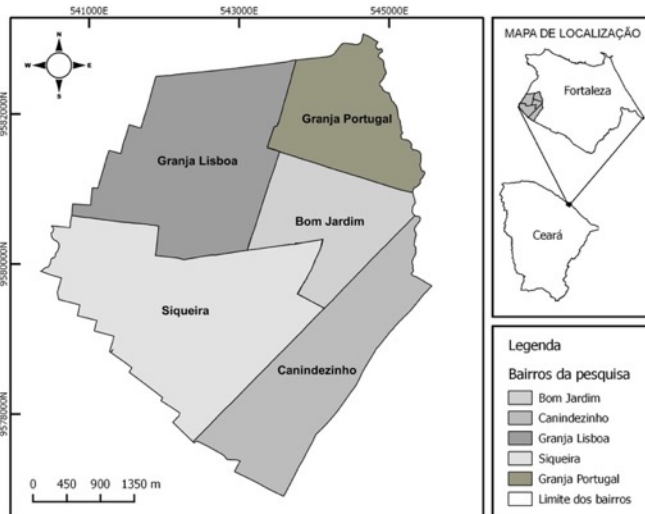 541000E
543000E
545000E
N
W
E
S
9582000N
9580000N
9578000N
Granja Portugal
Granja Lisboa
Bom Jardim
Siqueira
Canindezinho
0 450 900 1350 m
MAPA DE LOCALIZAÇÃO
Fortaleza
Ceará
Legenda
Bairros da pesquisa
Bom Jardim
Canindezinho
Granja Lisboa
Siqueira
Granja Portugal
Limite dos bairros